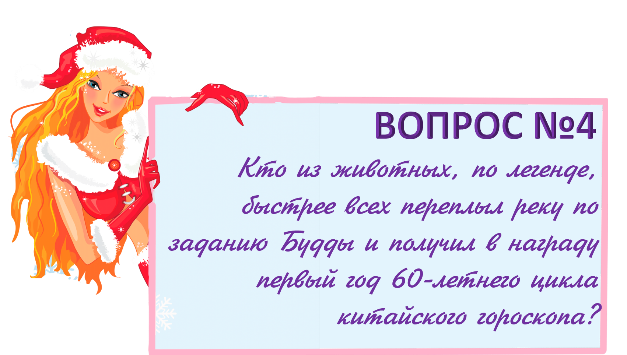 ВОПРОС №4
Кто из животных, по легенде,
быстрее всех переплыл реку по
заданию Будды и получил в награду
первый год 60-летнего цикла
китайского гороскопа?